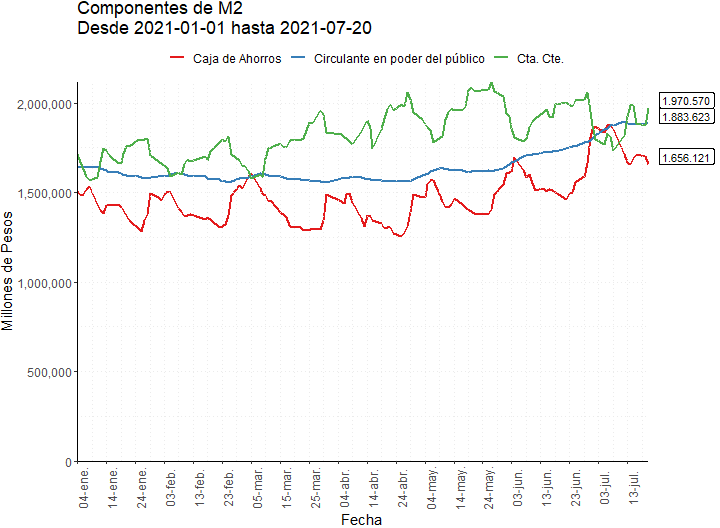 Componentes de M2
Desde 2021-01-01 hasta 2021-07-20
Caja de Ahorros Circulante en poder del público Cta. Cte.
Millones de Pesos
2,000,000
1,500,000
1,000,000
500,000
0
1.970.570
1.883.623
1.656.121
04-ene. 14-ene. 24-ene. 03-feb. 13-feb. 23-feb. 05-mar. 15-mar. 25-mar. 04-abr. 14-abr. 24-abr. 04-may. 14-may. 24-may. 03-jun. 13-jun. 23-jun. 03-jul. 13-jul.
Fecha